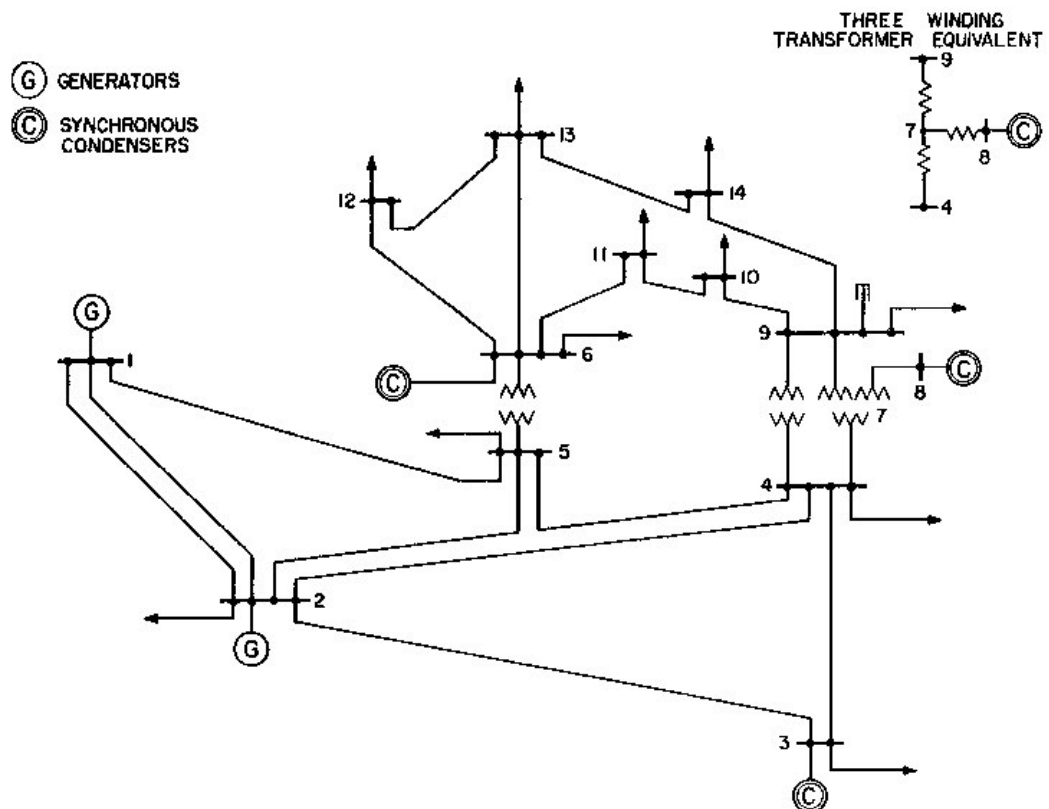 THREE WINDING
TRANSFORMER EQUIVALENT
9
7
C
8
4
G GENERATORS
C SYNCHRONOUS
CONDENSERS
13
12
14
11
10
G
1
9
6
C
8
C
7
5
4
2
G
3
C